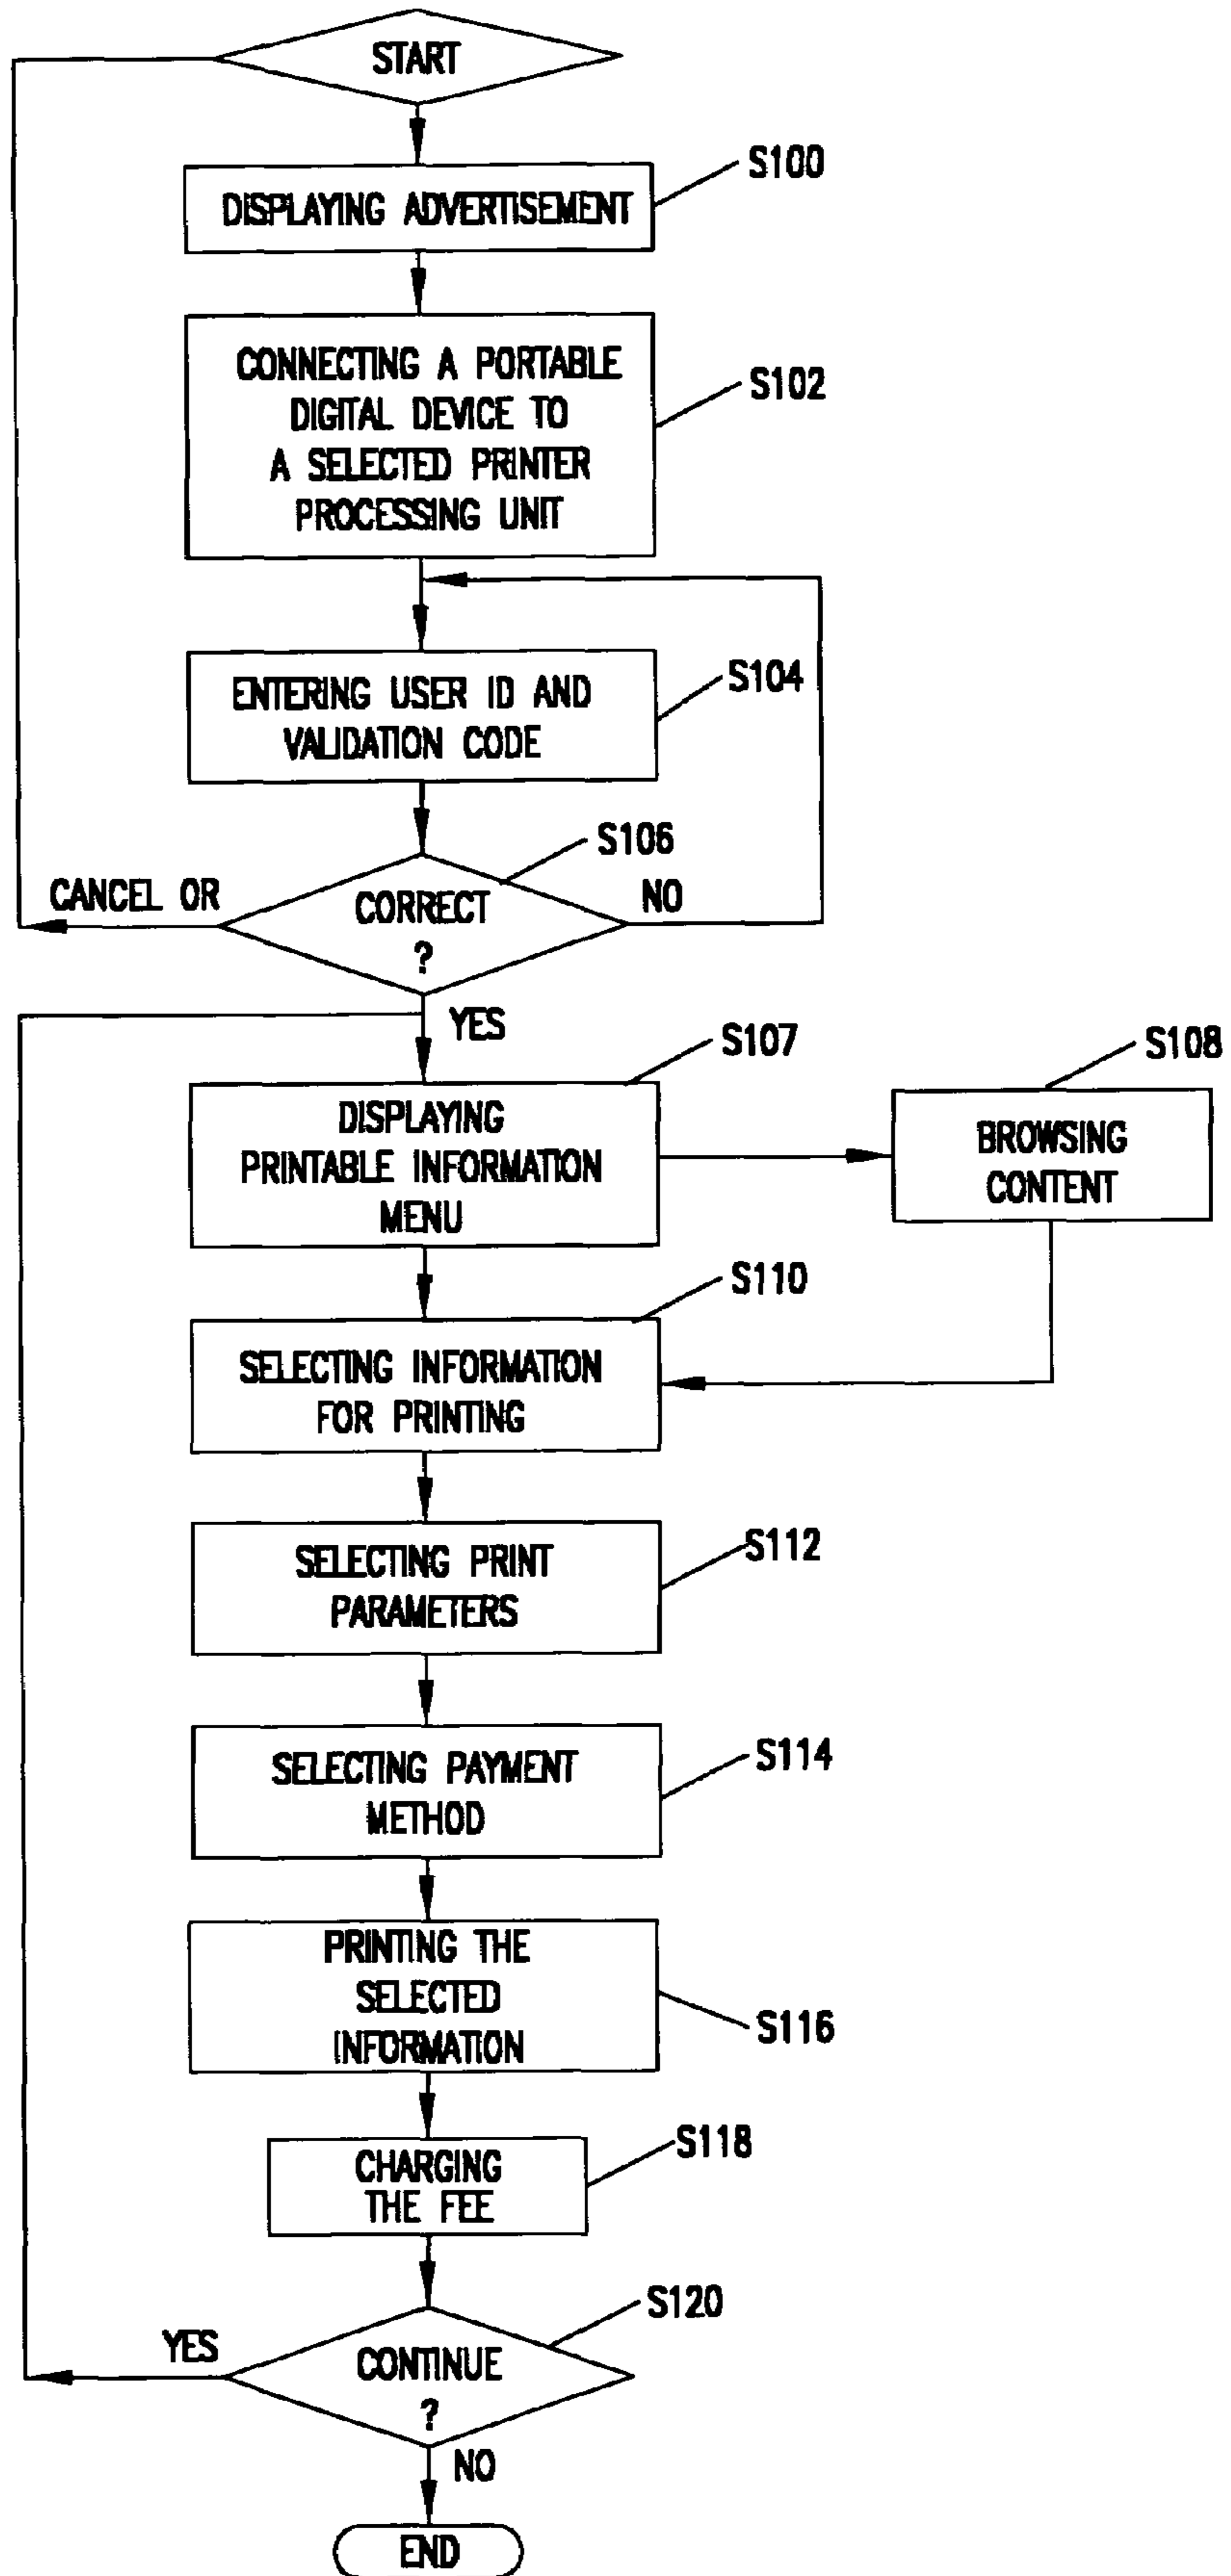 START
S100
DISPLAYING ADVERTISEMENT
CONNECTING A PORTABLE
DIGITAL DEVICE TO
A SELECTED PRINTER
PROCESSING UNIT
S102
ENTERING USER ID AND
VALIDATION CODE
S104
S106
CANCEL OR
CORRECT
?
NO
YES
S107
S108
DISPLAYING
PRINTABLE INFORMATION
MENU
BROWSING
CONTENT
S110
SELECTING INFORMATION
FOR PRINTING
S112
SELECTING PRINT
PARAMETERS
S114
SELECTING PAYMENT
METHOD
PRINTING THE
SELECTED
INFORMATION
S116
S118
CHARGING
THE FEE
S120
YES
CONTINUE
?
NO
END